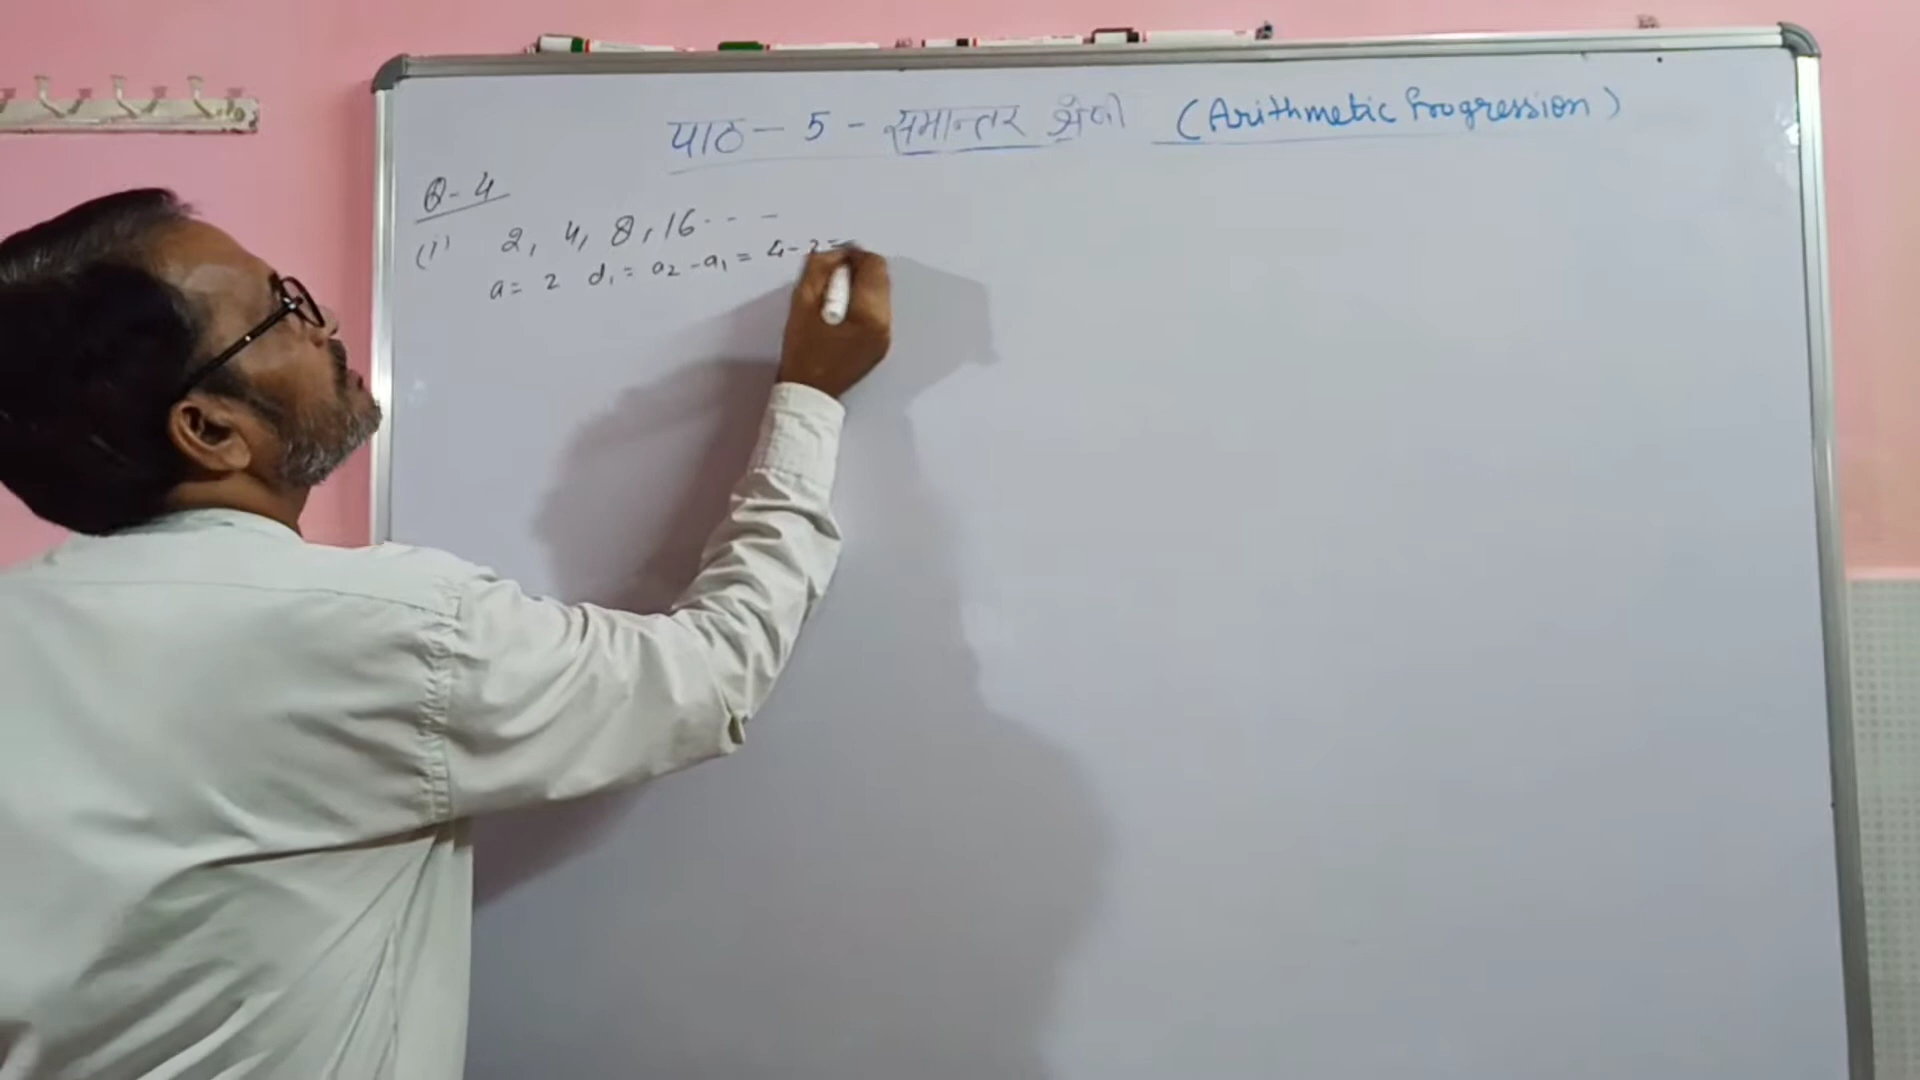 पाठ - 5 - समान्तर श्रेणी (Arithmetic Progression)
Q-4
(i) 2, 4, 8, 16 - - -
a = 2 d₁ = a₂ - a₁ = 4 - 2 =